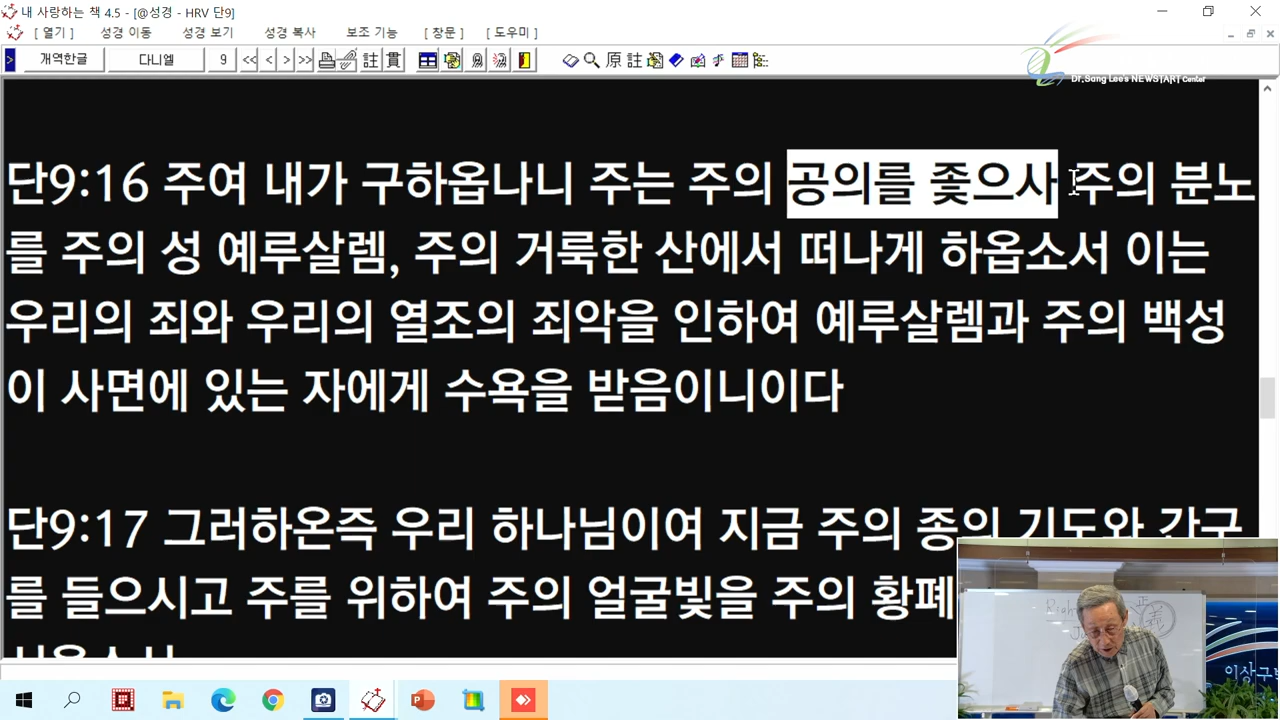 내 사랑하는 책 4.5 - [@성경 - HRV 단9]
[ 열기 ] 성경 이동 성경 보기 성경 복사 보조 기능 [ 창문 ] [ 도우미 ]
Dr.Sang Lee's NEWSTART Center
> 개역한글 다니엘 9 << < > >> 註 貫 原 註
단9:16 주여 내가 구하옵나니 주는 주의 공의를 좇으사 주의 분노
를 주의 성 예루살렘, 주의 거룩한 산에서 떠나게 하옵소서 이는
우리의 죄와 우리의 열조의 죄악을 인하여 예루살렘과 주의 백성
이 사면에 있는 자에게 수욕을 받음이니이다
단9:17 그러하온즉 우리 하나님이여 지금 주의 종의 기도와 간구
를 들으시고 주를 위하여 주의 얼굴빛을 주의 황폐
正
義
이상구